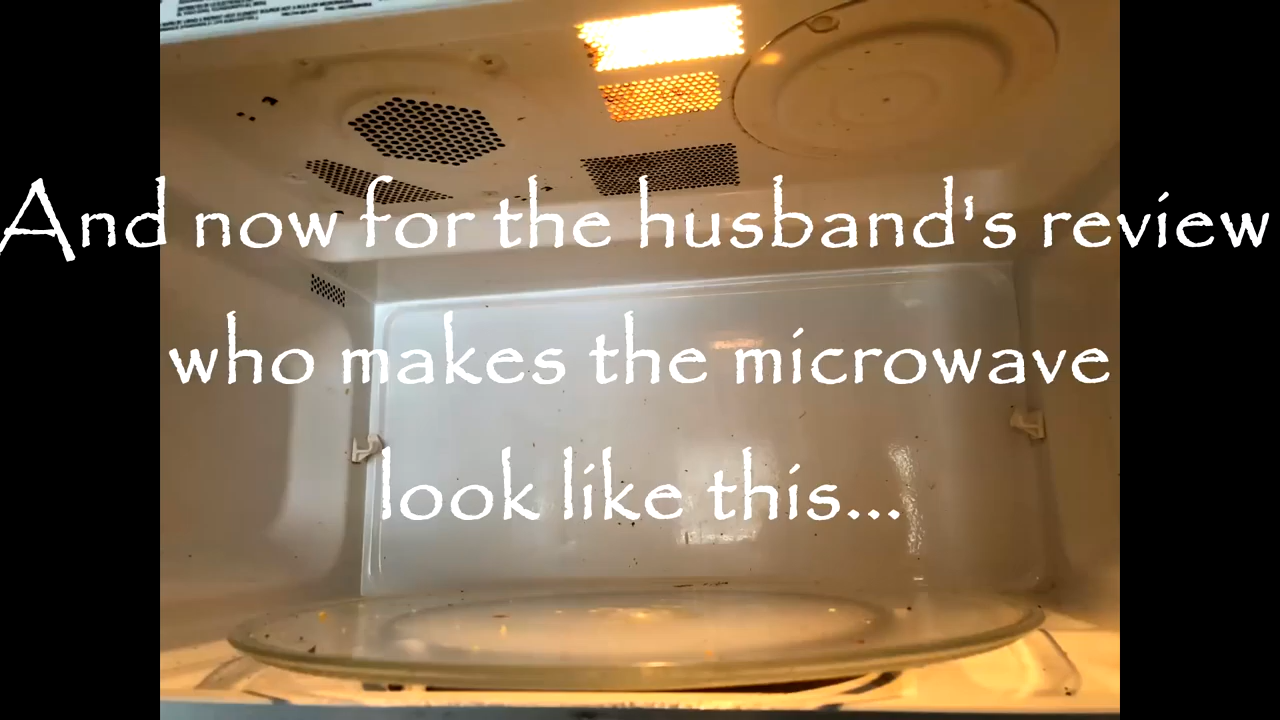 And now for the husband's review
who makes the microwave
look like this...